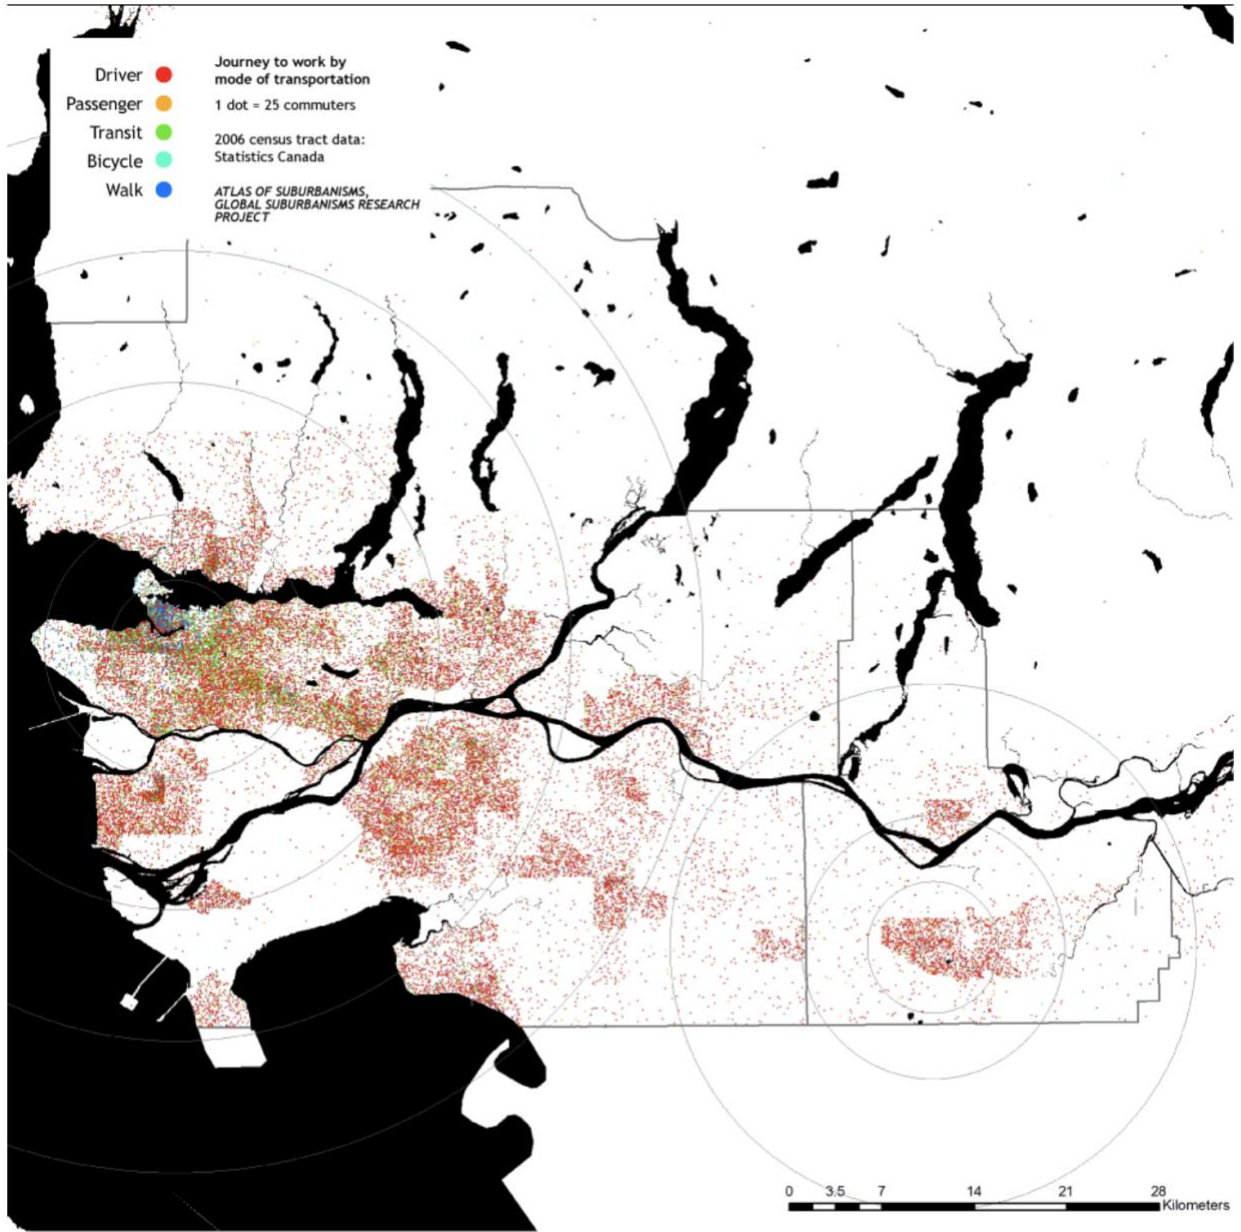 Driver
Passenger
Transit
Bicycle
Walk
Journey to work by
mode of transportation
1 dot = 25 commuters
2006 census tract data:
Statistics Canada
ATLAS OF SUBURBANISMS,
GLOBAL SUBURBANISMS RESEARCH
PROJECT
0 3.5 7 14 21 28
Kilometers